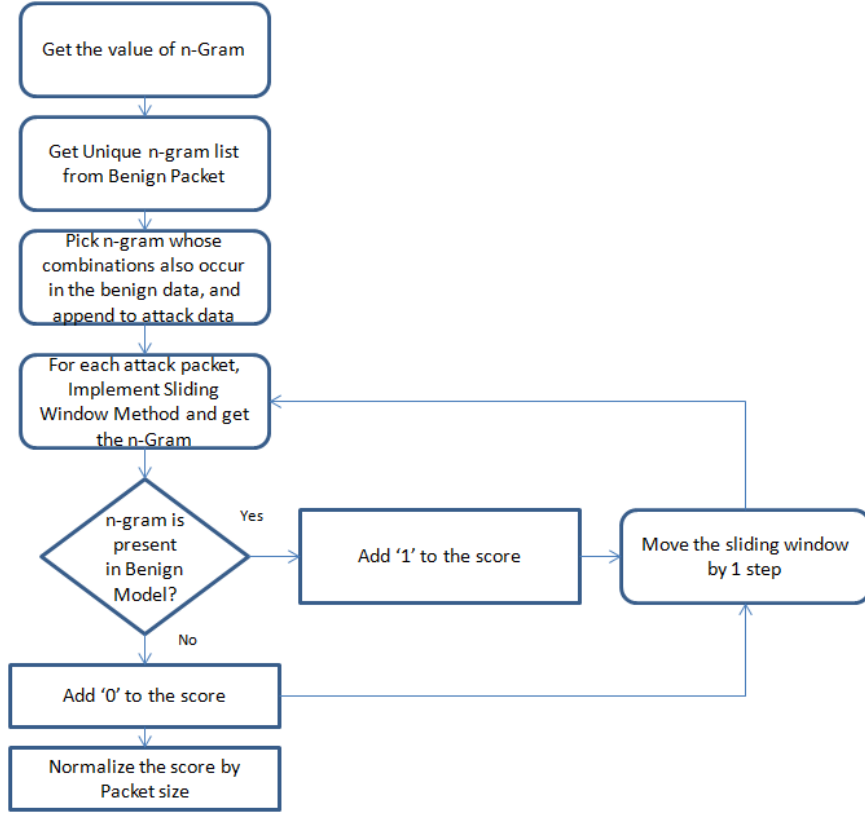 Get the value of n-Gram
Get Unique n-gram list
from Benign Packet
Pick n-gram whose
combinations also occur
in the benign data, and
append to attack data
For each attack packet,
Implement Sliding
Window Method and get
the n-Gram
n-gram is
present
in Benign
Model?
Yes
Add ‘1’ to the score
Move the sliding window
by 1 step
No
Add ‘0’ to the score
Normalize the score by
Packet size